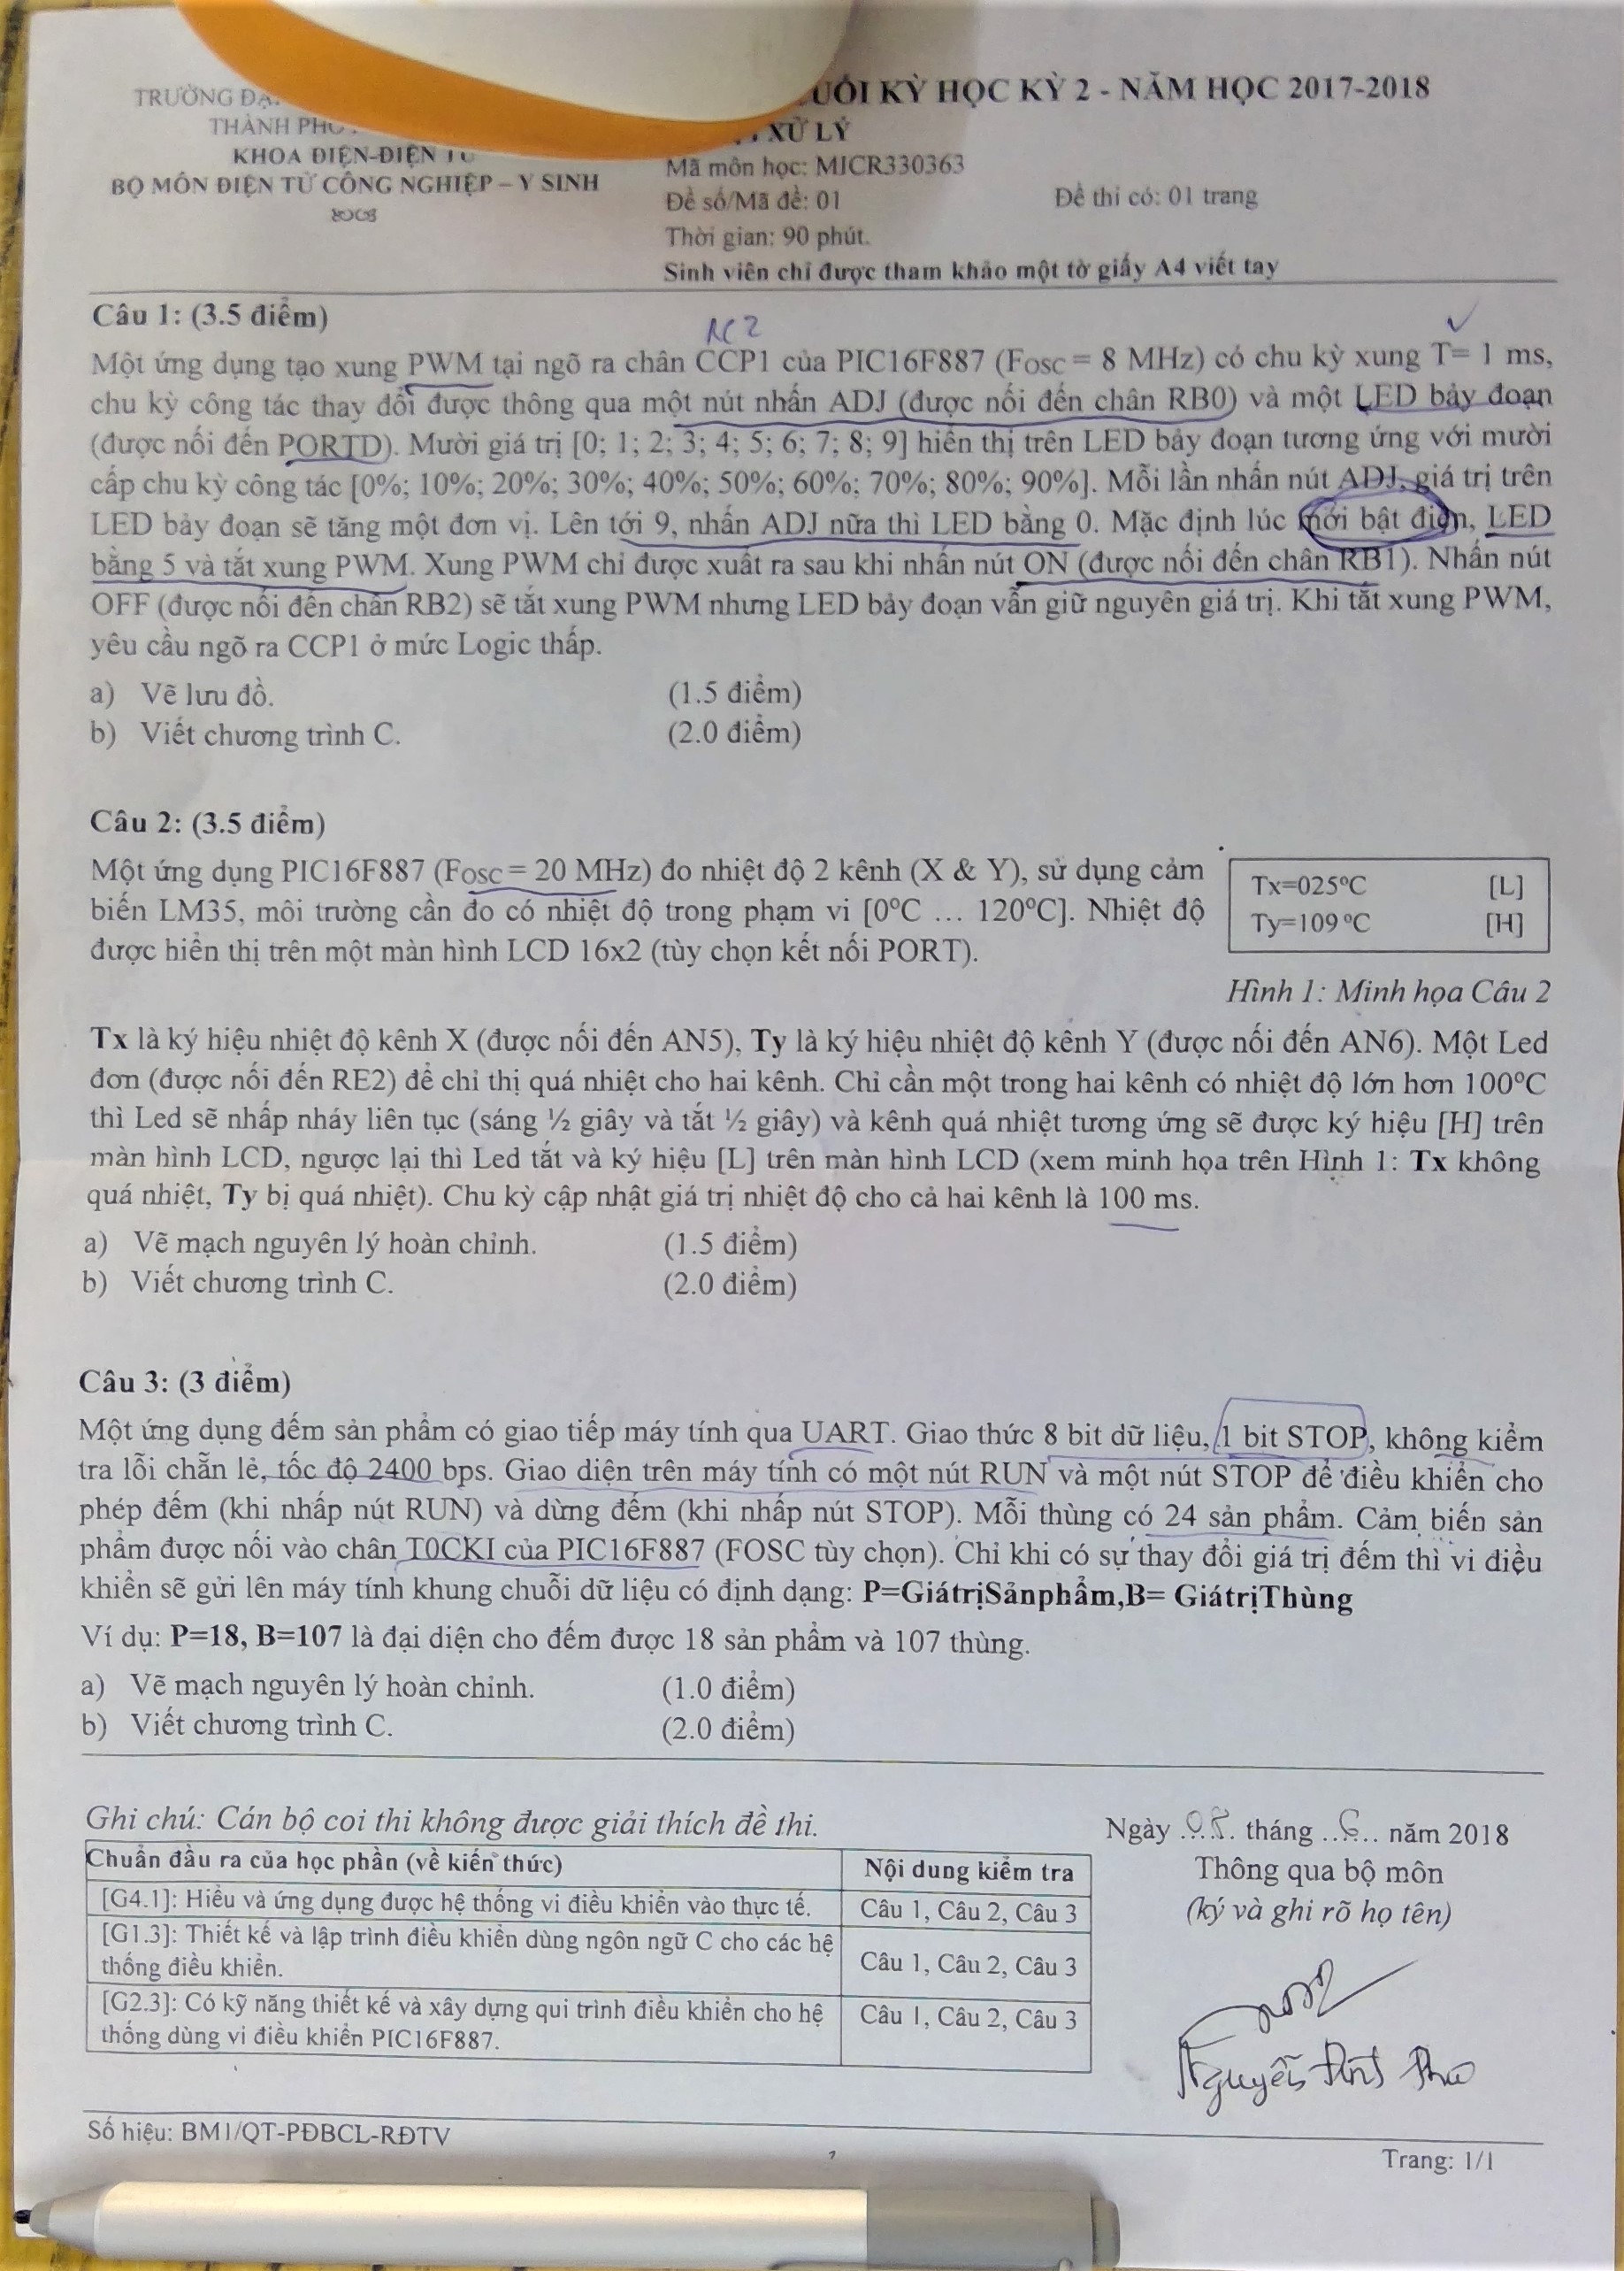 TRƯỜNG
THÀNH
KHOA ĐIỆN-ĐIỆN
BỘ MÔN ĐIỆN TỬ CÔNG NGHIỆP – Y SINH
KỲ HỌC KỲ 2 - NĂM HỌC 2017-2018
XỬ LÝ
Mã môn học: MICR330363
Đề số/Mã đề: 01 Đề thi có: 01 trang
Thời gian: 90 phút.
Sinh viên chỉ được tham khảo một tờ giấy A4 viết tay
Câu 1: (3.5 điểm)
RC2
Một ứng dụng tạo xung PWM tại ngõ ra chân CCP1 của PIC16F887 (Fosc = 8 MHz) có chu kỳ xung T= 1 ms,
chu kỳ công tác thay đổi được thông qua một nút nhấn ADJ (được nối đến chân RB0) và một LED bảy đoạn
(được nối đến PORTD). Mười giá trị [0; 1; 2; 3; 4; 5; 6; 7; 8; 9] hiển thị trên LED bảy đoạn tương ứng với mười
cấp chu kỳ công tác [0%; 10%; 20%; 30%; 40%; 50%; 60%; 70%; 80%; 90%]. Mỗi lần nhấn nút ADJ, giá trị trên
LED bảy đoạn sẽ tăng một đơn vị. Lên tới 9, nhấn ADJ nữa thì LED bằng 0. Mặc định lúc mới bật điện, LED
bằng 5 và tắt xung PWM. Xung PWM chỉ được xuất ra sau khi nhấn nút ON (được nối đến chân RB1). Nhấn nút
OFF (được nối đến chân RB2) sẽ tắt xung PWM nhưng LED bảy đoạn vẫn giữ nguyên giá trị. Khi tắt xung PWM,
yêu cầu ngõ ra CCP1 ở mức Logic thấp.
a) Vẽ lưu đồ. (1.5 điểm)
b) Viết chương trình C. (2.0 điểm)
Câu 2: (3.5 điểm)
Một ứng dụng PIC16F887 (Fosc = 20 MHz) đo nhiệt độ 2 kênh (X & Y), sử dụng cảm
biến LM35, môi trường cần đo có nhiệt độ trong phạm vi [0ºC … 120ºC]. Nhiệt độ
được hiển thị trên một màn hình LCD 16x2 (tùy chọn kết nối PORT).
Tx=025ºC [L]
Ty=109 ºC [H]
Hình 1: Minh họa Câu 2
Tx là ký hiệu nhiệt độ kênh X (được nối đến AN5), Ty là ký hiệu nhiệt độ kênh Y (được nối đến AN6). Một Led
đơn (được nối đến RE2) để chỉ thị quá nhiệt cho hai kênh. Chỉ cần một trong hai kênh có nhiệt độ lớn hơn 100ºC
thì Led sẽ nhấp nháy liên tục (sáng ½ giây và tắt ½ giây) và kênh quá nhiệt tương ứng sẽ được ký hiệu [H] trên
màn hình LCD, ngược lại thì Led tắt và ký hiệu [L] trên màn hình LCD (xem minh họa trên Hình 1: Tx không
quá nhiệt, Ty bị quá nhiệt). Chu kỳ cập nhật giá trị nhiệt độ cho cả hai kênh là 100 ms.
a) Vẽ mạch nguyên lý hoàn chỉnh. (1.5 điểm)
b) Viết chương trình C. (2.0 điểm)
Câu 3: (3 điểm)
Một ứng dụng đếm sản phẩm có giao tiếp máy tính qua UART. Giao thức 8 bit dữ liệu, 1 bit STOP, không kiểm
tra lỗi chẵn lẻ, tốc độ 2400 bps. Giao diện trên máy tính có một nút RUN và một nút STOP để điều khiển cho
phép đếm (khi nhấp nút RUN) và dừng đếm (khi nhấp nút STOP). Mỗi thùng có 24 sản phẩm. Cảm biến sản
phẩm được nối vào chân T0CKI của PIC16F887 (FOSC tùy chọn). Chỉ khi có sự thay đổi giá trị đếm thì vi điều
khiển sẽ gửi lên máy tính khung chuỗi dữ liệu có định dạng: P=GiátrịSảnphẩm,B= GiátrịThùng
Ví dụ: P=18, B=107 là đại diện cho đếm được 18 sản phẩm và 107 thùng.
a) Vẽ mạch nguyên lý hoàn chỉnh. (1.0 điểm)
b) Viết chương trình C. (2.0 điểm)
Ghi chú: Cán bộ coi thi không được giải thích đề thi.
Chuẩn đầu ra của học phần (về kiến thức) Nội dung kiểm tra
[G4.1]: Hiểu và ứng dụng được hệ thống vi điều khiển vào thực tế. Câu 1, Câu 2, Câu 3
[G1.3]: Thiết kế và lập trình điều khiển dùng ngôn ngữ C cho các hệ
thống điều khiển. Câu 1, Câu 2, Câu 3
[G2.3]: Có kỹ năng thiết kế và xây dựng qui trình điều khiển cho hệ
thống dùng vi điều khiển PIC16F887. Câu 1, Câu 2, Câu 3
Ngày 08 tháng 6 năm 2018
Thông qua bộ môn
(ký và ghi rõ họ tên)
Nguyễn Đình Phú
Số hiệu: BM1/QT-PĐBCL-RĐTV
Trang: 1/1